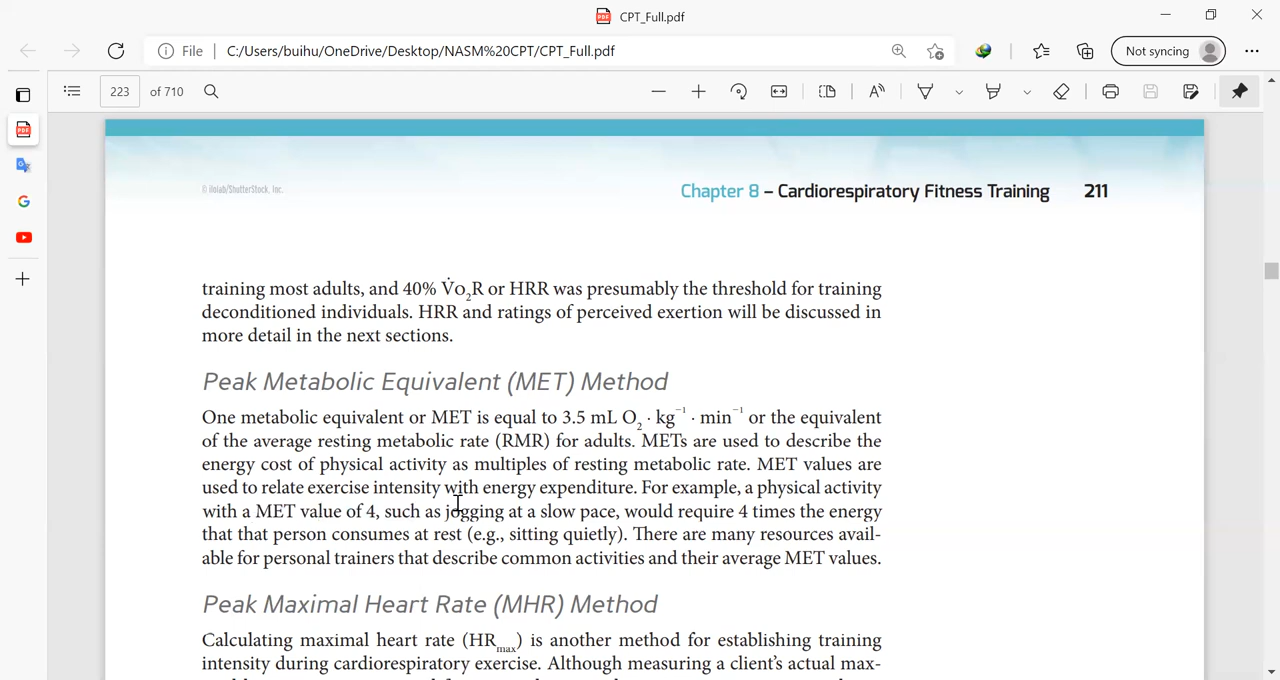 CPT_Full.pdf
File C:/Users/buihu/OneDrive/Desktop/NASM%20CPT/CPT_Full.pdf
Not syncing
223 of 710
© ilolab/ShutterStock, Inc.
Chapter 8 – Cardiorespiratory Fitness Training 211
training most adults, and 40% V̇o₂R or HRR was presumably the threshold for training
deconditioned individuals. HRR and ratings of perceived exertion will be discussed in
more detail in the next sections.
Peak Metabolic Equivalent (MET) Method
One metabolic equivalent or MET is equal to 3.5 mL O₂ · kg⁻¹ · min⁻¹ or the equivalent
of the average resting metabolic rate (RMR) for adults. METs are used to describe the
energy cost of physical activity as multiples of resting metabolic rate. MET values are
used to relate exercise intensity with energy expenditure. For example, a physical activity
with a MET value of 4, such as jogging at a slow pace, would require 4 times the energy
that that person consumes at rest (e.g., sitting quietly). There are many resources avail-
able for personal trainers that describe common activities and their average MET values.
Peak Maximal Heart Rate (MHR) Method
Calculating maximal heart rate (HRmax) is another method for establishing training
intensity during cardiorespiratory exercise. Although measuring a client's actual max-